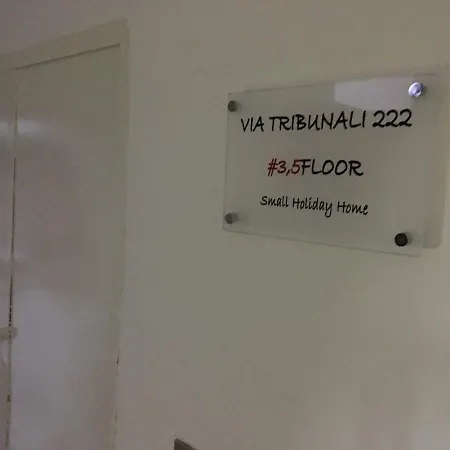 VIA TRIBUNALI 222
#3,5FLOOR
Small Holiday Home